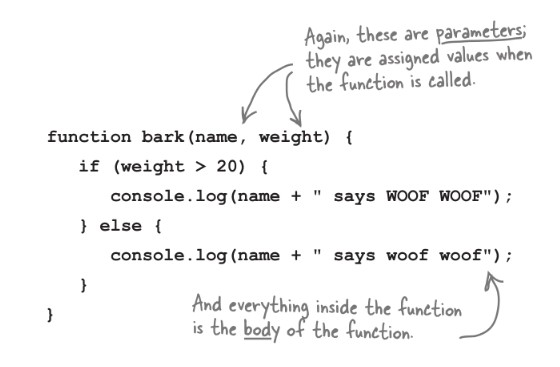 Again, these are parameters;
they are assigned values when
the function is called.
function bark(name, weight) {
if (weight > 20) {
console.log(name + " says WOOF WOOF");
} else {
console.log(name + " says woof woof");
}
And everything inside the function
is the body of the function.
}